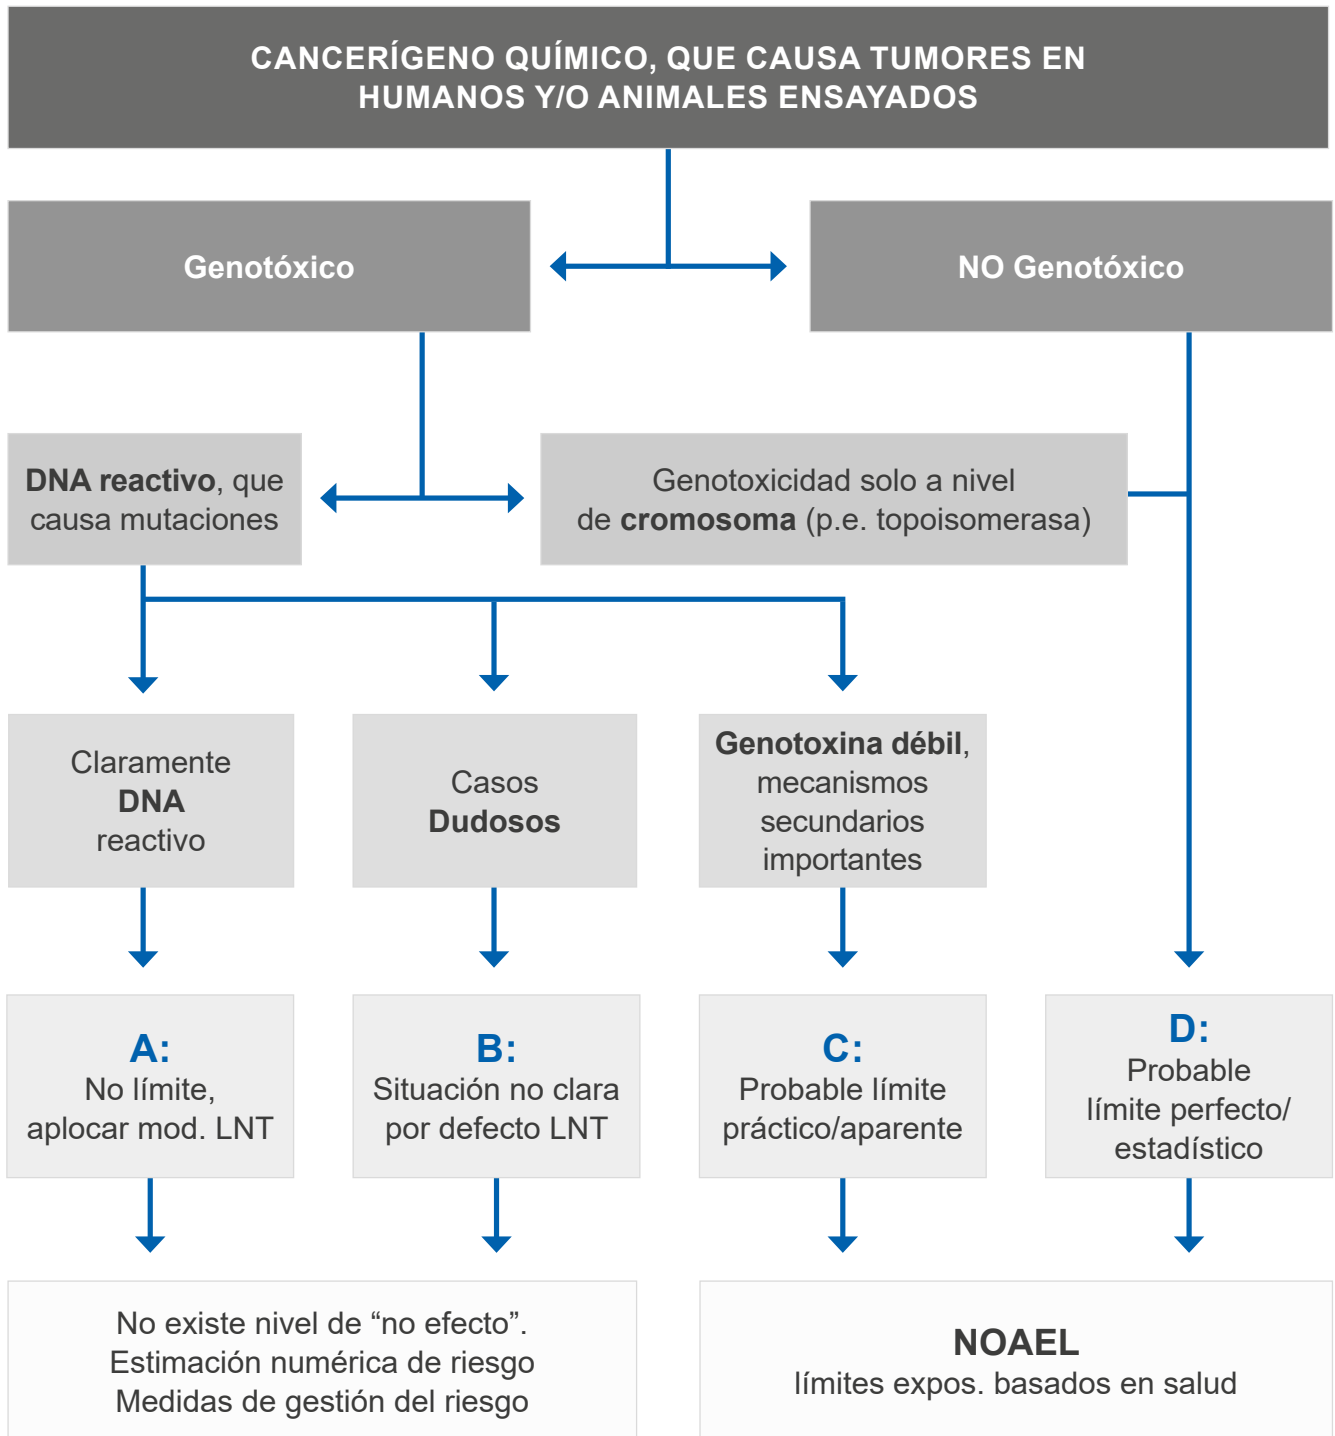 CANCERÍGENO QUÍMICO, QUE CAUSA TUMORES EN
HUMANOS Y/O ANIMALES ENSAYADOS
Genotóxico
NO Genotóxico
DNA reactivo, que
causa mutaciones
Genotoxicidad solo a nivel
de cromosoma (p.e. topoisomerasa)
Claramente
DNA
reactivo
Casos
Dudosos
Genotoxina débil,
mecanismos
secundarios
importantes
A:
No límite,
aplocar mod. LNT
B:
Situación no clara
por defecto LNT
C:
Probable límite
práctico/aparente
D:
Probable
límite perfecto/
estadístico
No existe nivel de “no efecto”.
Estimación numérica de riesgo
Medidas de gestión del riesgo
NOAEL
límites expos. basados en salud